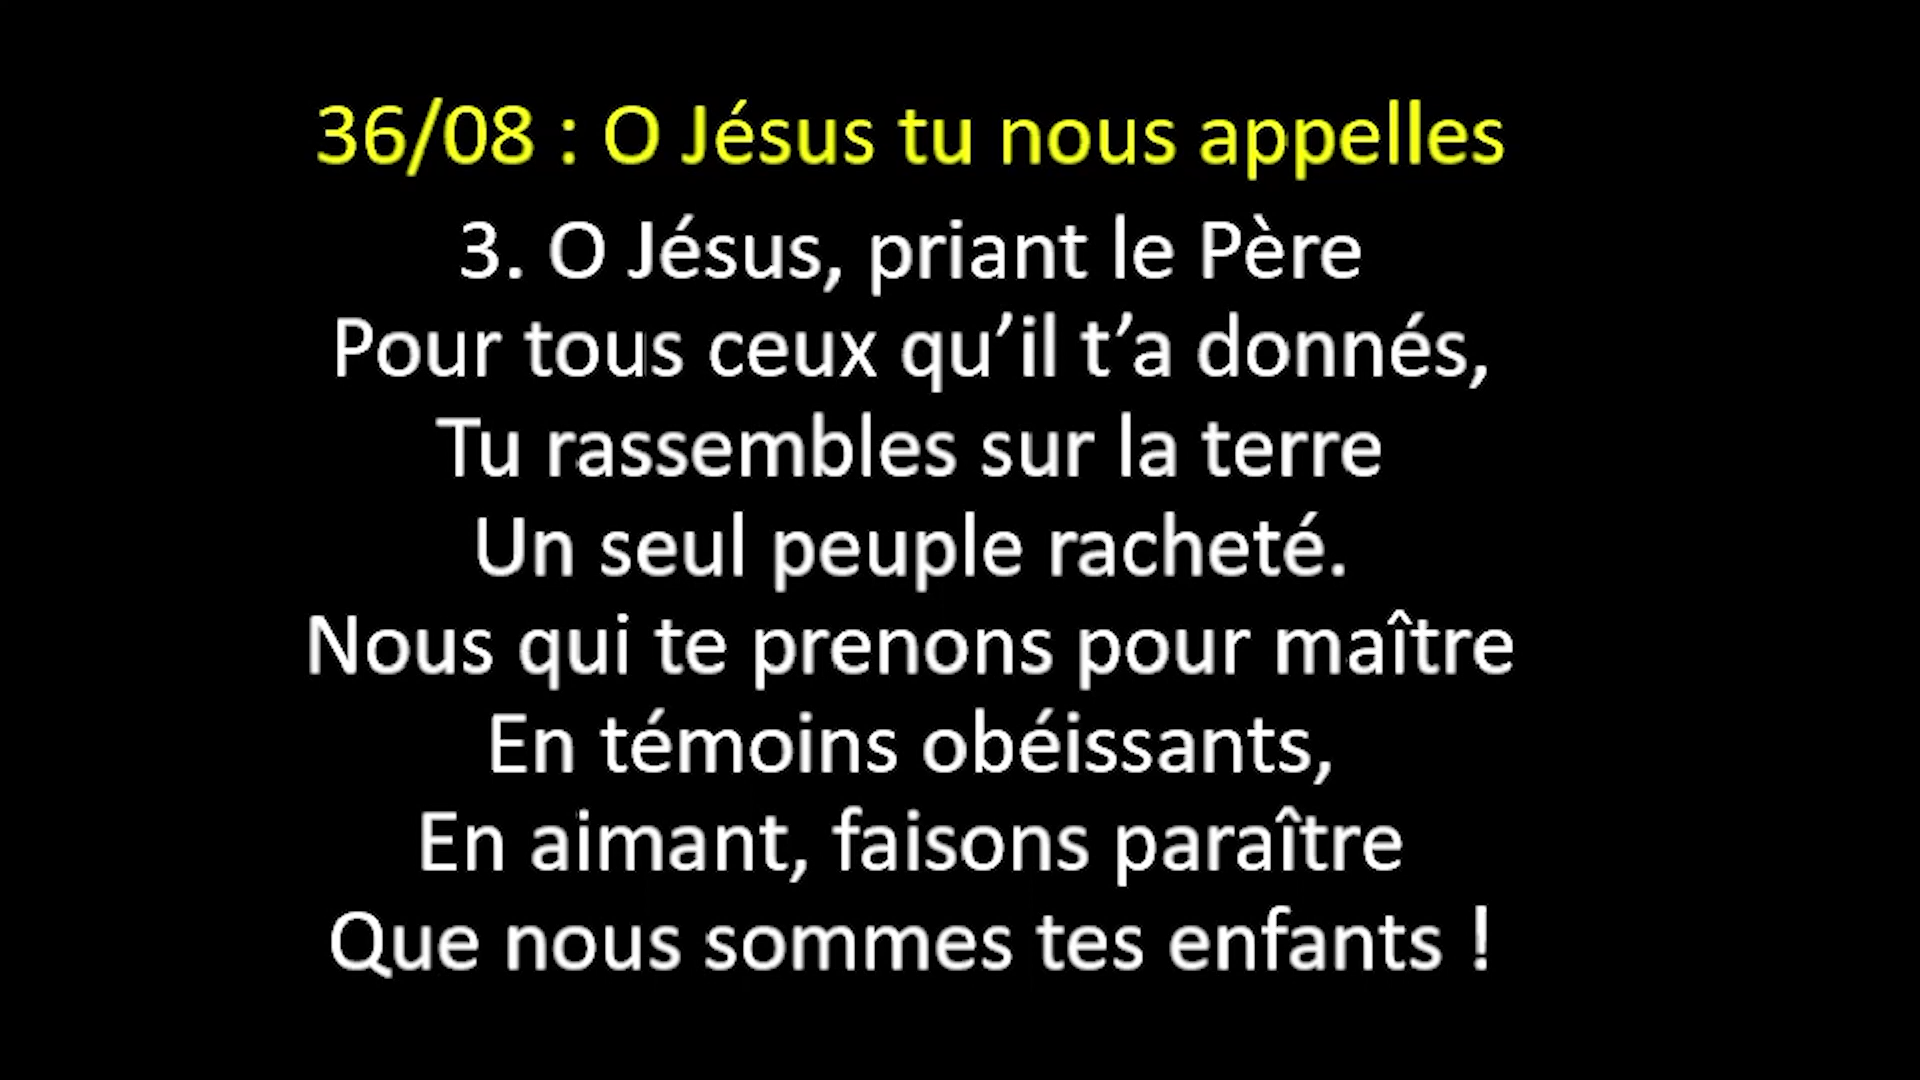 36/08 : O Jésus tu nous appelles
3. O Jésus, priant le Père
Pour tous ceux qu’il t’a donnés,
Tu rassembles sur la terre
Un seul peuple racheté.
Nous qui te prenons pour maître
En témoins obéissants,
En aimant, faisons paraître
Que nous sommes tes enfants !